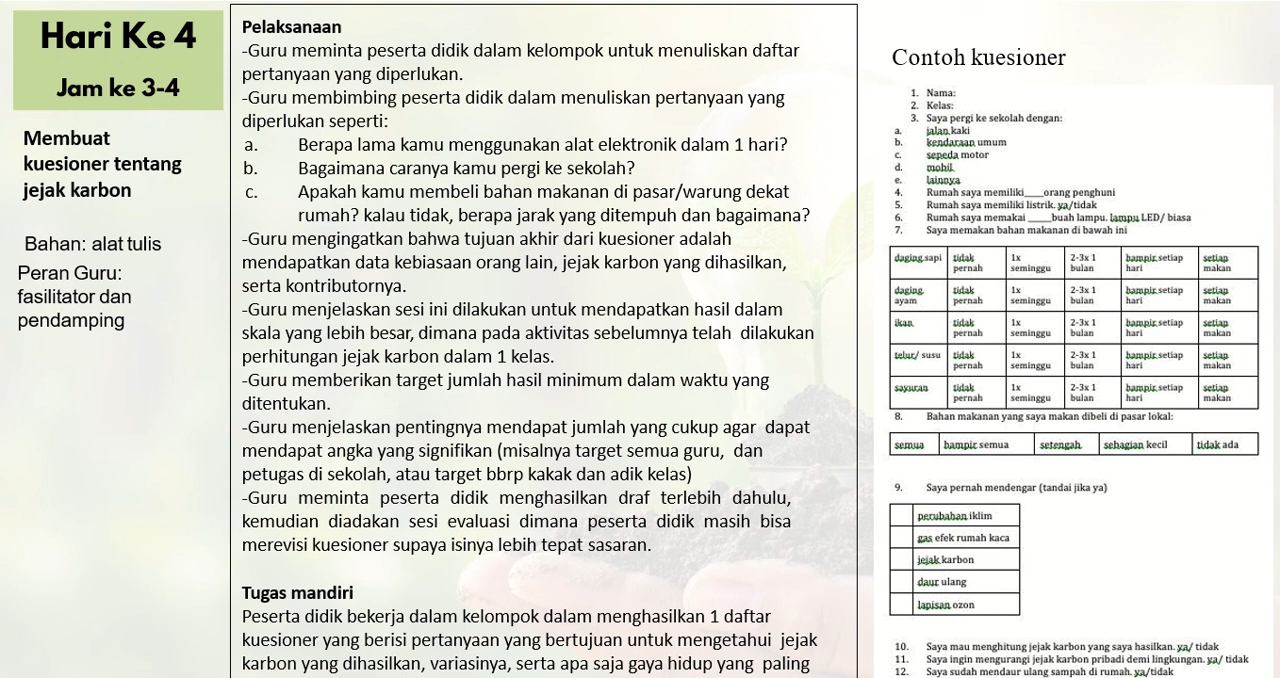 Hari Ke 4
Jam ke 3-4
Membuat
kuesioner tentang
jejak karbon
Bahan: alat tulis
Peran Guru:
fasilitator dan
pendamping
Pelaksanaan
-Guru meminta peserta didik dalam kelompok untuk menuliskan daftar
pertanyaan yang diperlukan.
-Guru membimbing peserta didik dalam menuliskan pertanyaan yang
diperlukan seperti:
a. Berapa lama kamu menggunakan alat elektronik dalam 1 hari?
b. Bagaimana caranya kamu pergi ke sekolah?
c. Apakah kamu membeli bahan makanan di pasar/warung dekat
rumah? kalau tidak, berapa jarak yang ditempuh dan bagaimana?
-Guru mengingatkan bahwa tujuan akhir dari kuesioner adalah
mendapatkan data kebiasaan orang lain, jejak karbon yang dihasilkan,
serta kontributornya.
-Guru menjelaskan sesi ini dilakukan untuk mendapatkan hasil dalam
skala yang lebih besar, dimana pada aktivitas sebelumnya telah dilakukan
perhitungan jejak karbon dalam 1 kelas.
-Guru memberikan target jumlah hasil minimum dalam waktu yang
ditentukan.
-Guru menjelaskan pentingnya mendapat jumlah yang cukup agar dapat
mendapat angka yang signifikan (misalnya target semua guru, dan
petugas di sekolah, atau target bbrp kakak dan adik kelas)
-Guru meminta peserta didik menghasilkan draf terlebih dahulu,
kemudian diadakan sesi evaluasi dimana peserta didik masih bisa
merevisi kuesioner supaya isinya lebih tepat sasaran.
Tugas mandiri
Peserta didik bekerja dalam kelompok dalam menghasilkan 1 daftar
kuesioner yang berisi pertanyaan yang bertujuan untuk mengetahui jejak
karbon yang dihasilkan, variasinya, serta apa saja gaya hidup yang paling
Contoh kuesioner
1. Nama:
2. Kelas:
3. Saya pergi ke sekolah dengan:
a. jalan kaki
b. kendaraan umum
c. sepeda motor
d. mobil
e. lainnya
4. Rumah saya memiliki____orang penghuni
5. Rumah saya memiliki listrik. ya/tidak
6. Rumah saya memakai ____buah lampu. lampu LED/ biasa
7. Saya memakan bahan makanan di bawah ini
daging sapi tidak pernah 1x seminggu 2-3x 1 bulan hampir setiap hari setiap makan
daging ayam tidak pernah 1x seminggu 2-3x 1 bulan hampir setiap hari setiap makan
ikan tidak pernah 1x seminggu 2-3x 1 bulan hampir setiap hari setiap makan
telur/ susu tidak pernah 1x seminggu 2-3x 1 bulan hampir setiap hari setiap makan
sayuran tidak pernah 1x seminggu 2-3x 1 bulan hampir setiap hari setiap makan
8. Bahan makanan yang saya makan dibeli di pasar lokal:
semua hampir semua setengah sebagian kecil tidak ada
9. Saya pernah mendengar (tandai jika ya)
perubahan iklim
gas efek rumah kaca
jejak karbon
daur ulang
lapisan ozon
10. Saya mau menghitung jejak karbon yang saya hasilkan. ya/ tidak
11. Saya ingin mengurangi jejak karbon pribadi demi lingkungan. ya/ tidak
12. Saya sudah mendaur ulang sampah di rumah. ya/tidak